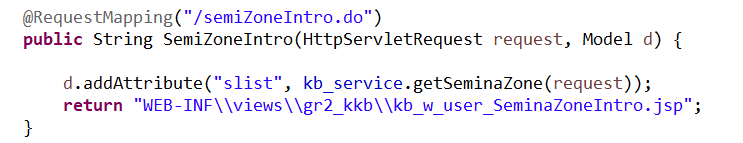 @RequestMapping("/semiZoneIntro.do")
public String SemiZoneIntro(HttpServletRequest request, Model d) {
d.addAttribute("slist", kb_service.getSeminaZone(request));
return "WEB-INF\\views\\gr2_kkb\\kb_w_user_SeminaZoneIntro.jsp";
}